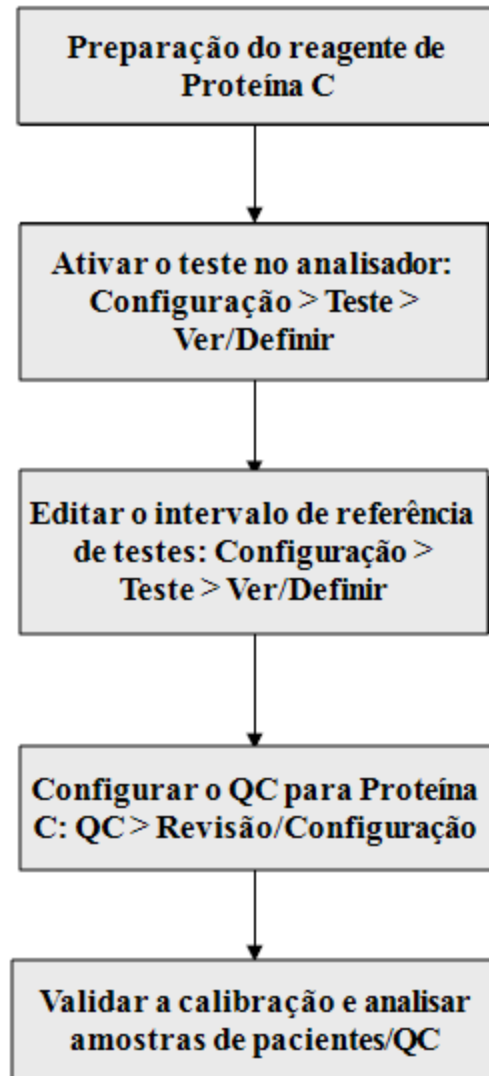 Preparação do reagente de
Proteína C
Ativar o teste no analisador:
Configuração > Teste >
Ver/Definir
Editar o intervalo de referência
de testes: Configuração >
Teste > Ver/Definir
Configurar o QC para Proteína
C: QC > Revisão/Configuração
Validar a calibração e analisar
amostras de pacientes/QC